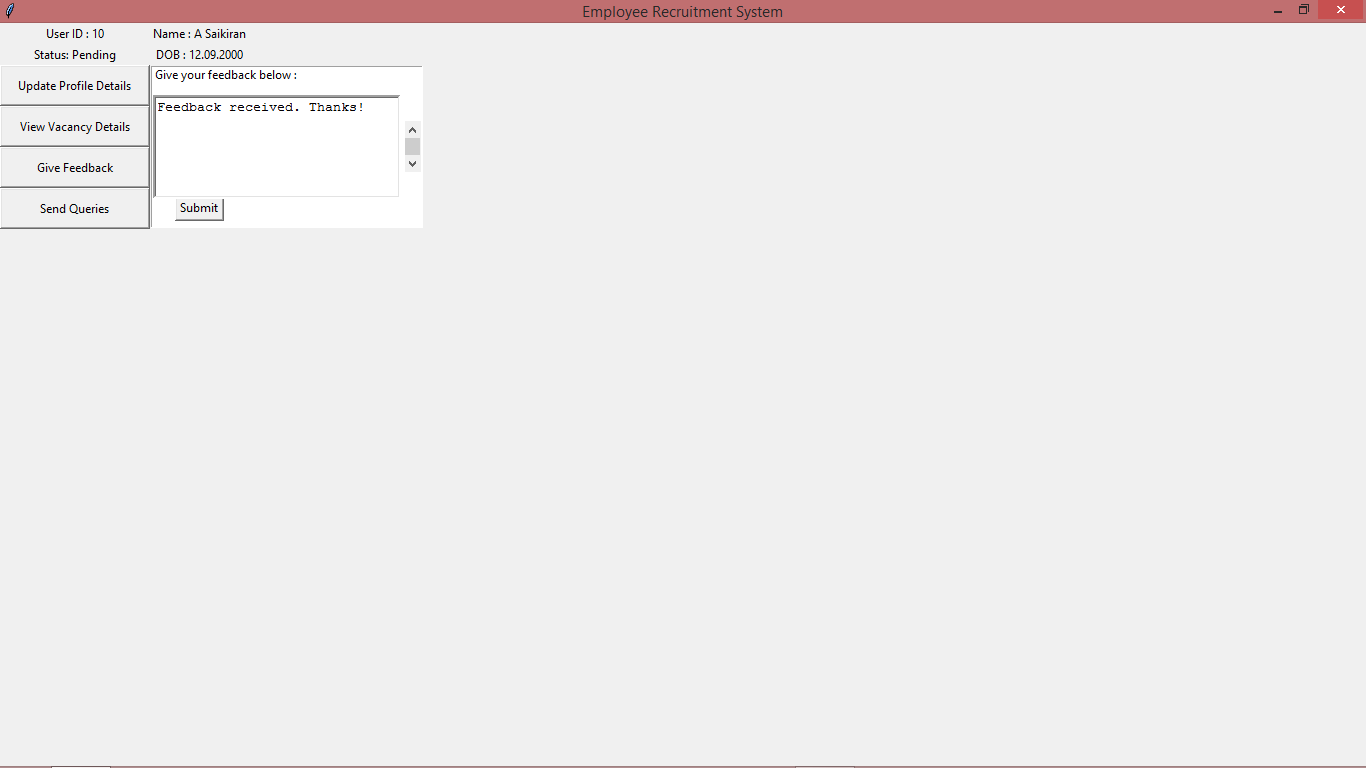 Employee Recruitment System
User ID : 10
Name : A Saikiran
Status: Pending
DOB : 12.09.2000
Update Profile Details
Give your feedback below :
Feedback received. Thanks!
View Vacancy Details
Give Feedback
Send Queries
Submit